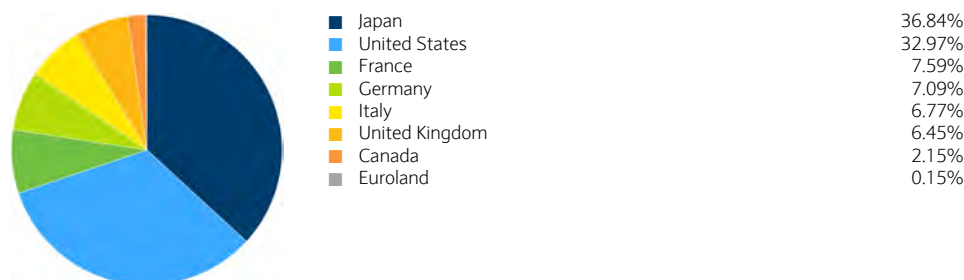 Japan 36.84%
United States 32.97%
France 7.59%
Germany 7.09%
Italy 6.77%
United Kingdom 6.45%
Canada 2.15%
Euroland 0.15%